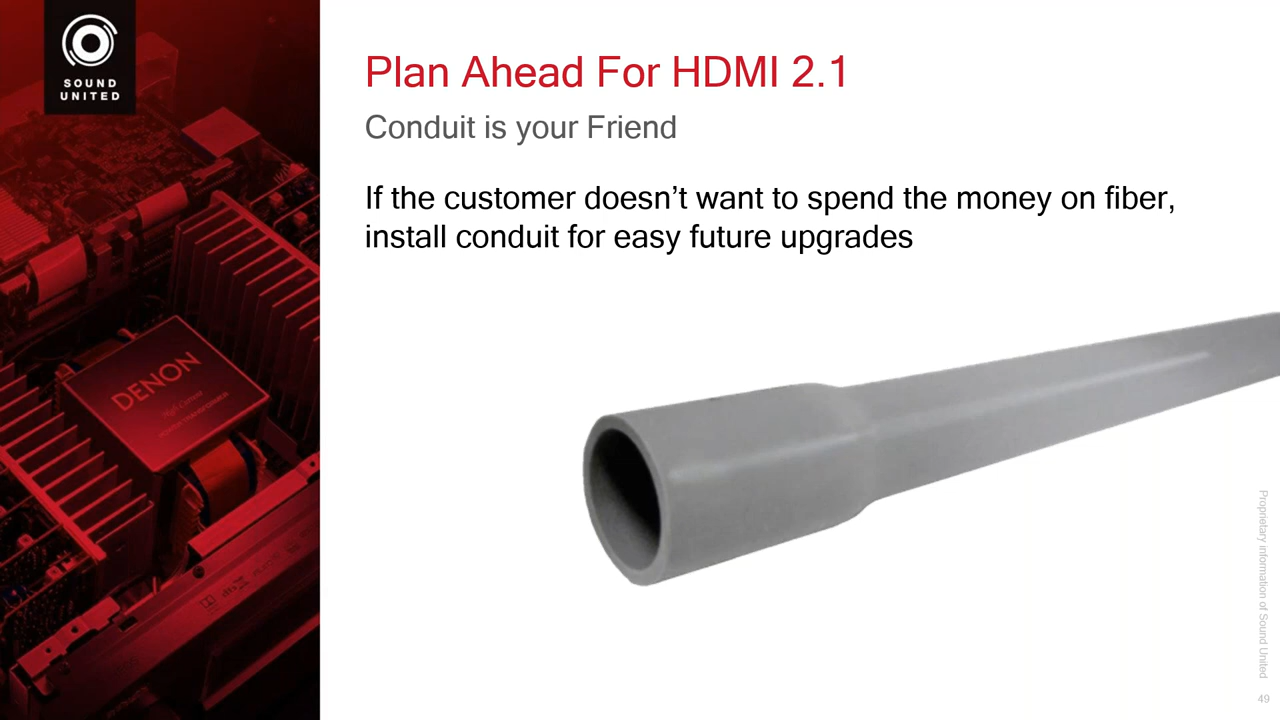 SOUND
UNITED
Plan Ahead For HDMI 2.1
Conduit is your Friend
If the customer doesn’t want to spend the money on fiber,
install conduit for easy future upgrades
DENON
Proprietary information of Sound United
49